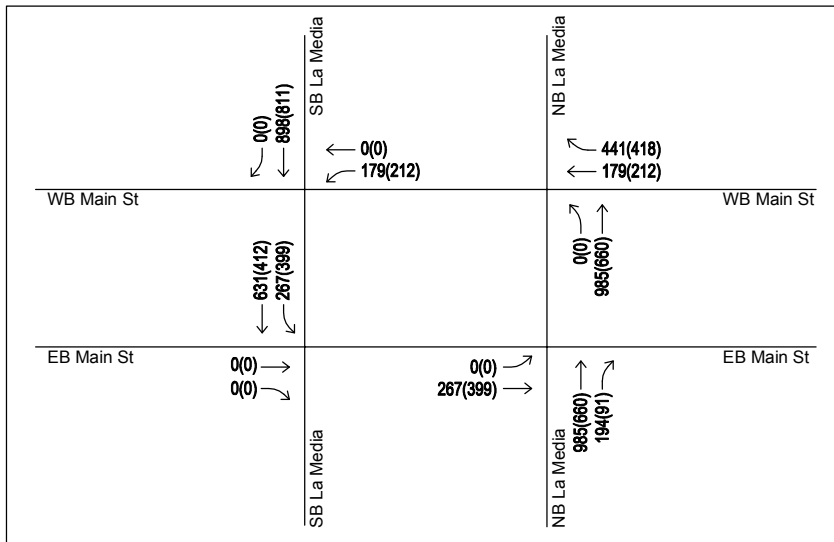 SB La Media
NB La Media
0(0)
898(811)
0(0)
179(212)
441(418)
179(212)
WB Main St
WB Main St
631(412)
267(399)
0(0)
985(660)
EB Main St
EB Main St
0(0)
0(0)
0(0)
267(399)
985(660)
194(91)
SB La Media
NB La Media